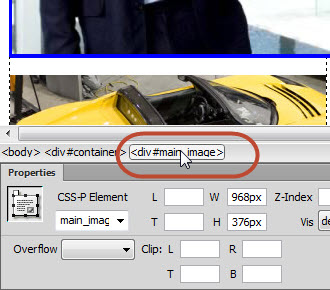 <body> <div#container> <div#main_image>
Properties
CSS-P Element L W 968px Z-Index
main_imag T H 376px Vis
Overflow Clip: L R
T B